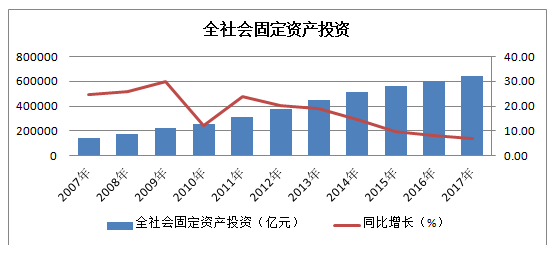 全社会固定资产投资
800000
600000
400000
200000
0
40.00
30.00
20.00
10.00
0.00
2007年
2008年
2009年
2010年
2011年
2012年
2013年
2014年
2015年
2016年
2017年
全社会固定资产投资（亿元）
同比增长（%）